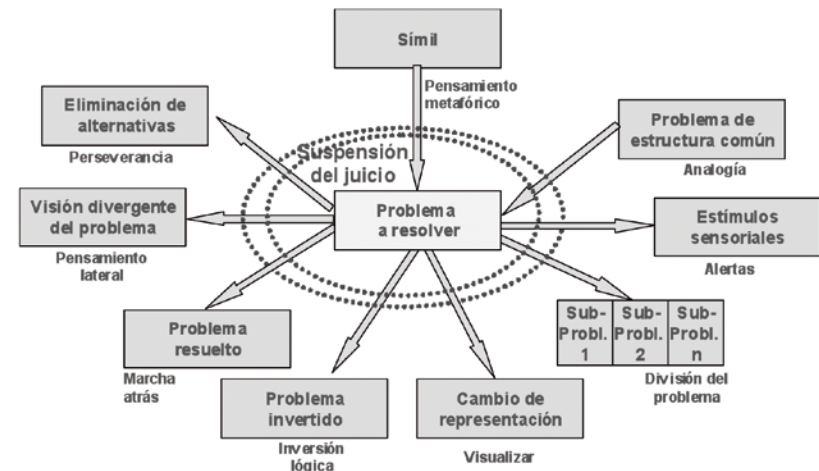 Símil
Pensamiento
metafórico
Eliminación de
alternativas
Perseverancia
Problema de
estructura común
Analogía
Suspensión
del juicio
Visión divergente
del problema
Pensamiento
lateral
Problema
a resolver
Estímulos
sensoriales
Alertas
Problema
resuelto
Marcha
atrás
Sub-
Probl.
1
Sub-
Probl.
2
Sub-
Probl.
n
División del
problema
Problema
invertido
Inversión
lógica
Cambio de
representación
Visualizar